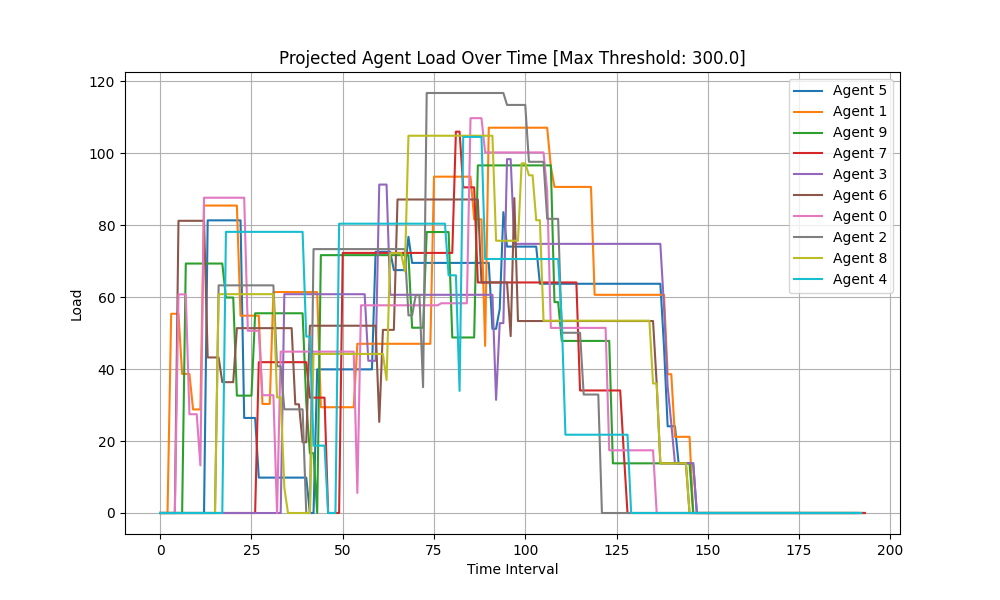 Projected Agent Load Over Time [Max Threshold: 300.0]
Load
120
100
80
60
40
20
0
0 25 50 75 100 125 150 175 200
Time Interval
Agent 5
Agent 1
Agent 9
Agent 7
Agent 3
Agent 6
Agent 0
Agent 2
Agent 8
Agent 4